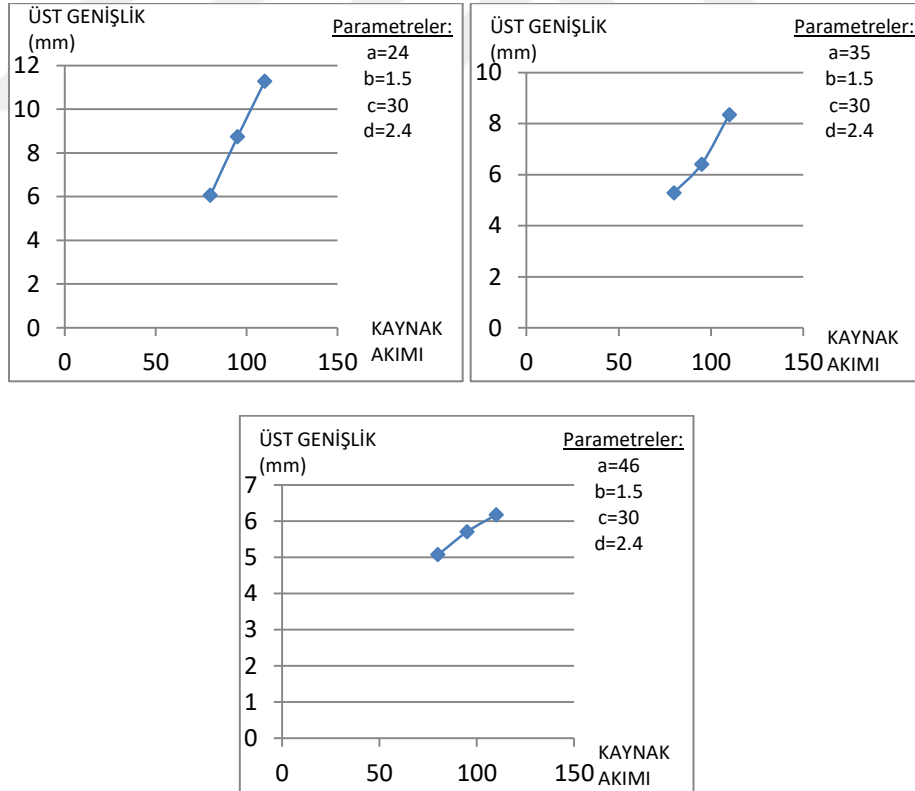 ÜST GENİŞLİK
(mm)
Parametreler:
a=24
b=1.5
c=30
d=2.4
12
10
8
6
4
2
0
0 50 100 150
KAYNAK
AKIMI
ÜST GENİŞLİK
(mm)
Parametreler:
a=35
b=1.5
c=30
d=2.4
10
8
6
4
2
0
0 50 100 150
KAYNAK
AKIMI
ÜST GENİŞLİK
(mm)
Parametreler:
a=46
b=1.5
c=30
d=2.4
7
6
5
4
3
2
1
0
0 50 100 150
KAYNAK
AKIMI